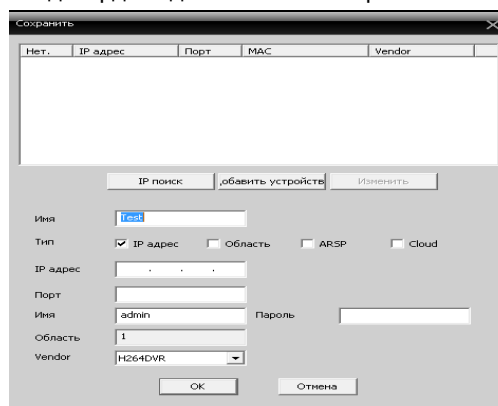 Сохранить
Нет. IP адрес Порт MAC Vendor
IP поиск ,обавить устройств Изменить
Имя Test
Тип IP адрес Область ARSP Cloud
IP адрес . . .
Порт
Имя admin Пароль
Область 1
Vendor H264DVR
OK Отмена